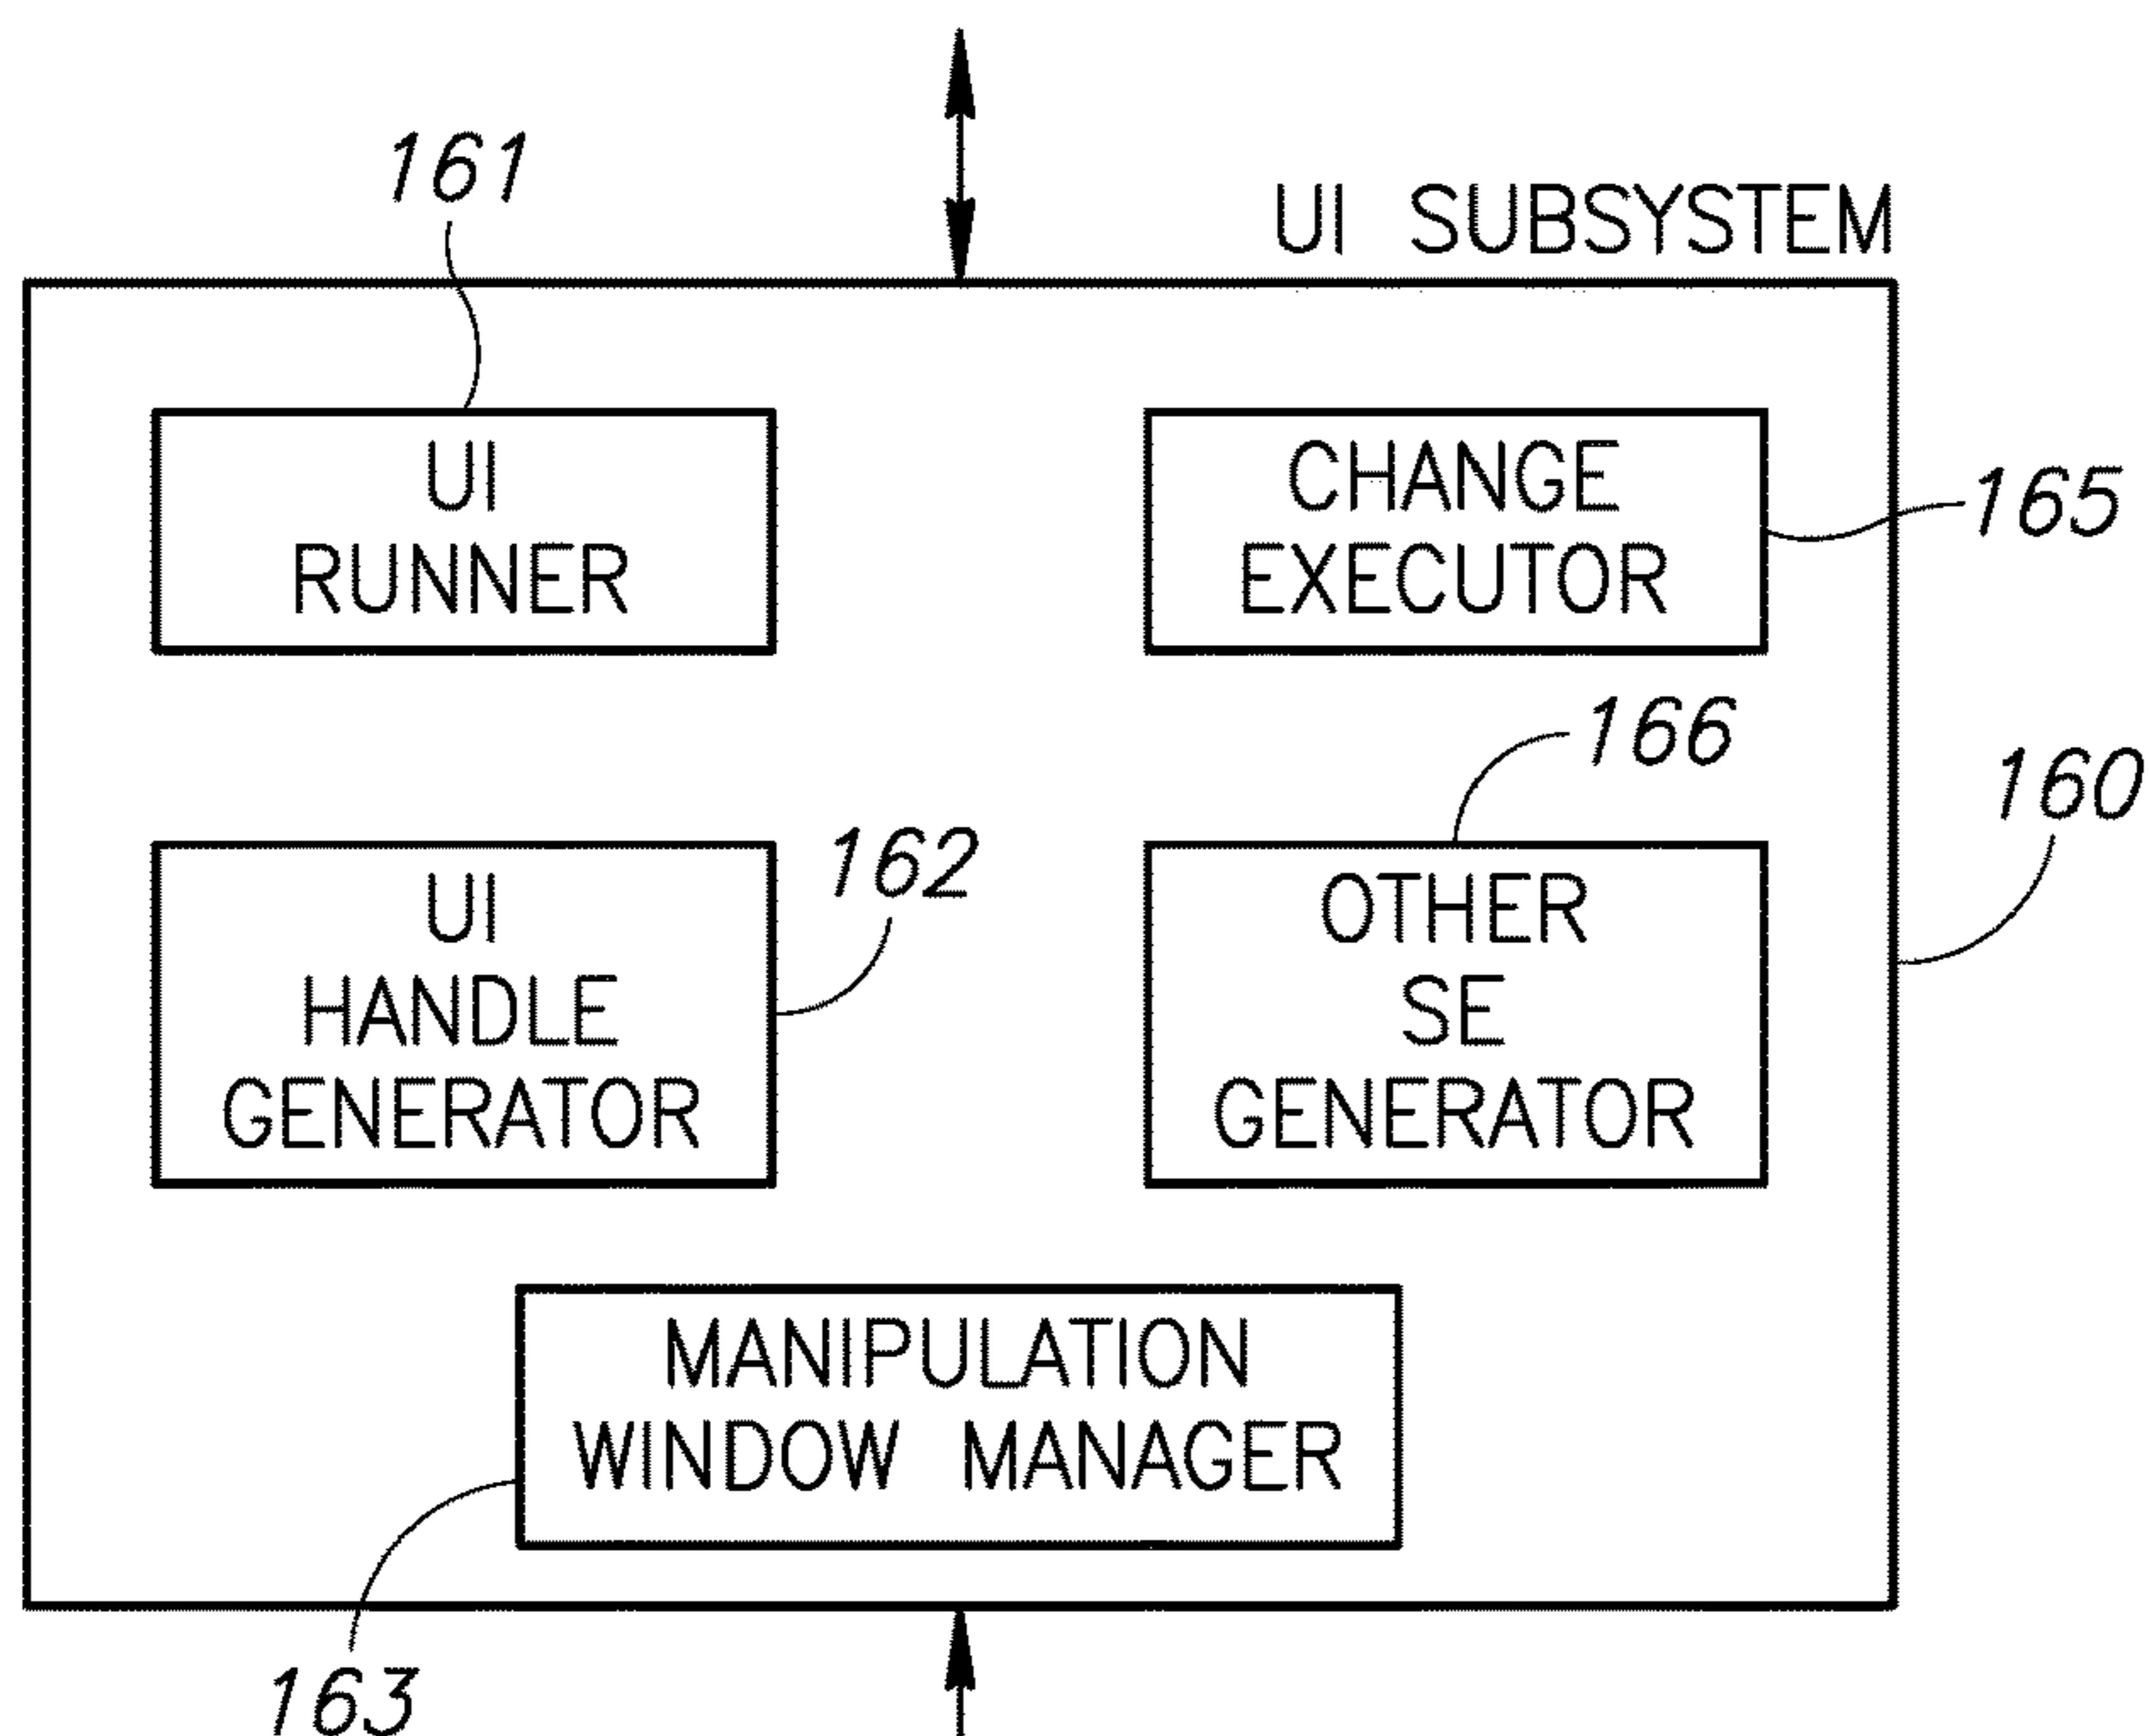 161
UI SUBSYSTEM
UI
RUNNER
CHANGE
EXECUTOR
165
166
160
UI
HANDLE
GENERATOR
162
OTHER
SE
GENERATOR
MANIPULATION
WINDOW MANAGER
163